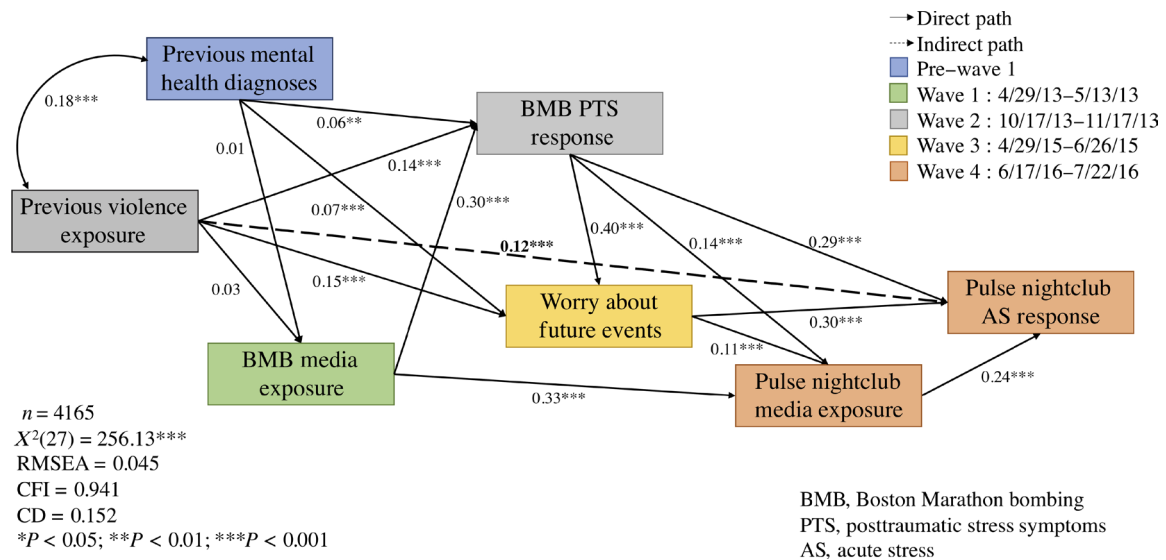 Direct path
Indirect path
Pre−wave 1
Wave 1 : 4/29/13−5/13/13
Wave 2 : 10/17/13−11/17/13
Wave 3 : 4/29/15−6/26/15
Wave 4 : 6/17/16−7/22/16
Previous mental
health diagnoses
BMB PTS
response
0.18***
0.06**
0.01
0.14***
Previous violence
exposure
0.07***
0.30***
0.40***
0.14***
0.29***
0.12***
0.15***
0.03
Worry about
future events
Pulse nightclub
AS response
0.30***
0.11***
BMB media
exposure
0.33***
Pulse nightclub
media exposure
0.24***
n = 4165
X²(27) = 256.13***
RMSEA = 0.045
CFI = 0.941
CD = 0.152
*P < 0.05; **P < 0.01; ***P < 0.001
BMB, Boston Marathon bombing
PTS, posttraumatic stress symptoms
AS, acute stress